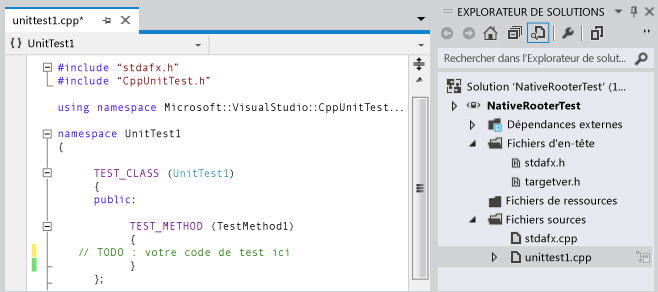 unittest1.cpp*
{ } UnitTest1
#include "stdafx.h"
#include "CppUnitTest.h"
using namespace Microsoft::VisualStudio::CppUnitTest...
namespace UnitTest1
{
TEST_CLASS (UnitTest1)
{
public:
TEST_METHOD (TestMethod1)
{
// TODO : votre code de test ici
}
};
EXPLORATEUR DE SOLUTIONS
Rechercher dans l'Explorateur de solut...
Solution 'NativeRooterTest' (1...
NativeRooterTest
Dépendances externes
Fichiers d'en-tête
stdafx.h
targetver.h
Fichiers de ressources
Fichiers sources
stdafx.cpp
unittest1.cpp